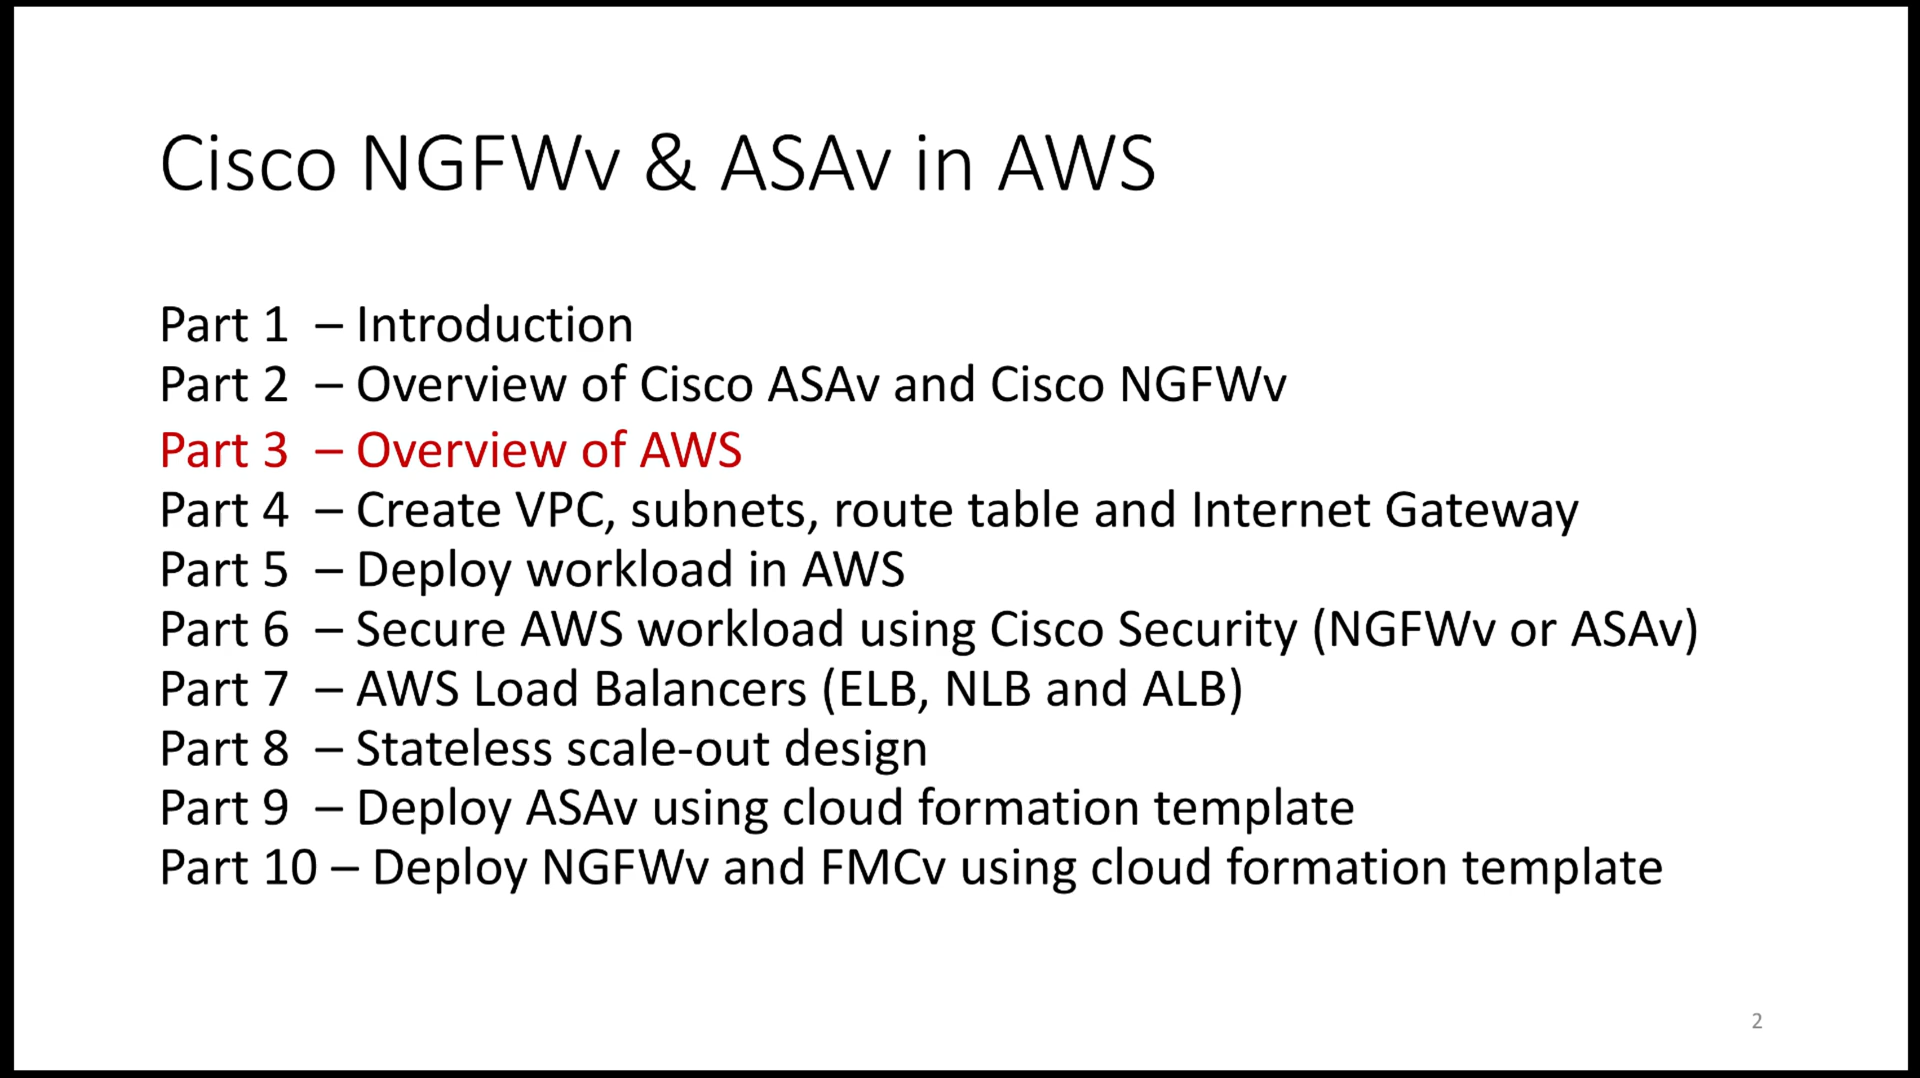 Cisco NGFWv & ASAv in AWS
Part 1 – Introduction
Part 2 – Overview of Cisco ASAv and Cisco NGFWv
Part 3 – Overview of AWS
Part 4 – Create VPC, subnets, route table and Internet Gateway
Part 5 – Deploy workload in AWS
Part 6 – Secure AWS workload using Cisco Security (NGFWv or ASAv)
Part 7 – AWS Load Balancers (ELB, NLB and ALB)
Part 8 – Stateless scale-out design
Part 9 – Deploy ASAv using cloud formation template
Part 10 – Deploy NGFWv and FMCv using cloud formation template
2